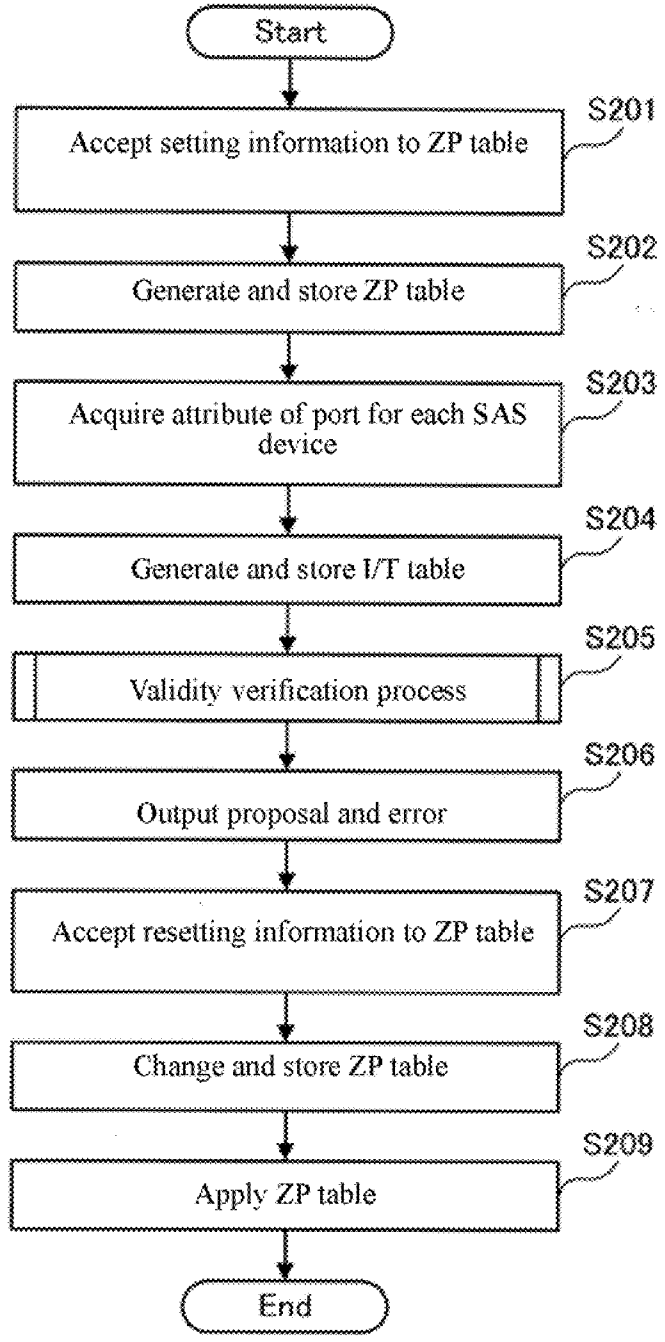 Start
S201
Accept setting information to ZP table
S202
Generate and store ZP table
S203
Acquire attribute of port for each SAS
device
S204
Generate and store I/T table
S205
Validity verification process
S206
Output proposal and error
S207
Accept resetting information to ZP table
S208
Change and store ZP table
S209
Apply ZP table
End